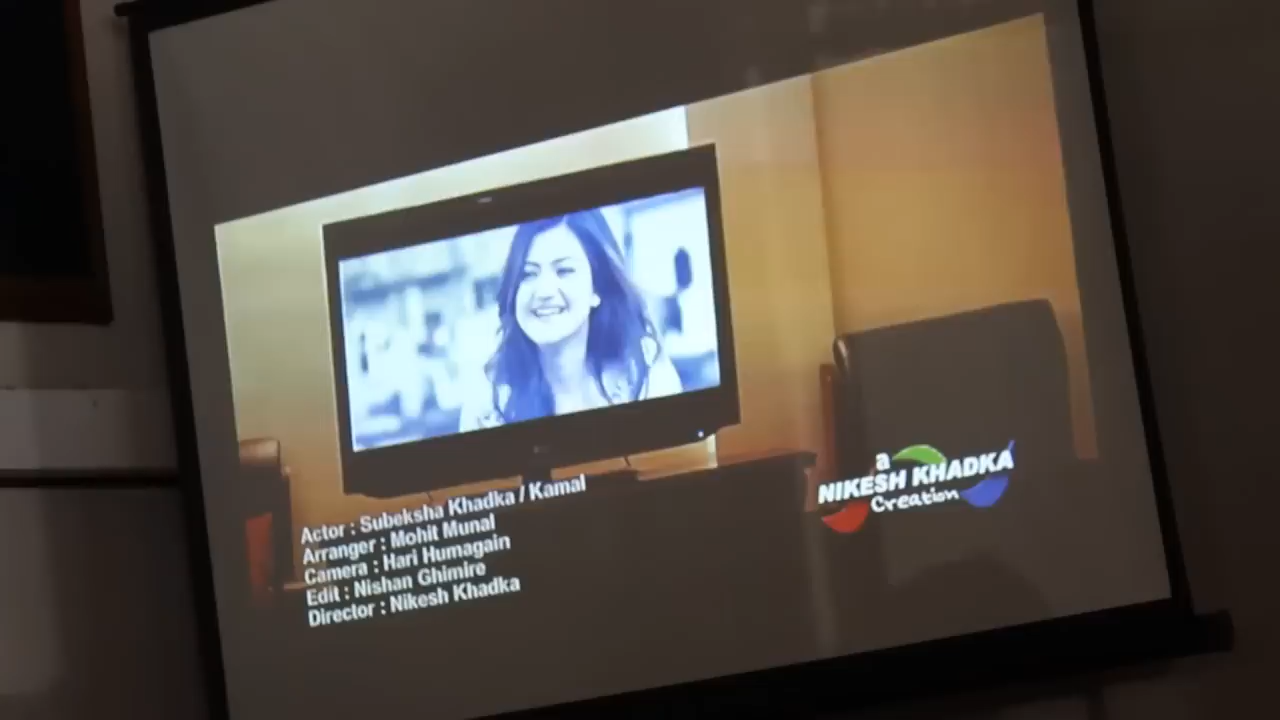 Actor : Subeksha Khadka / Kamal
Arranger : Mohit Munal
Camera : Hari Humagain
Edit : Nishan Ghimire
Director : Nikesh Khadka
a
NIKESH KHADKA
Creation